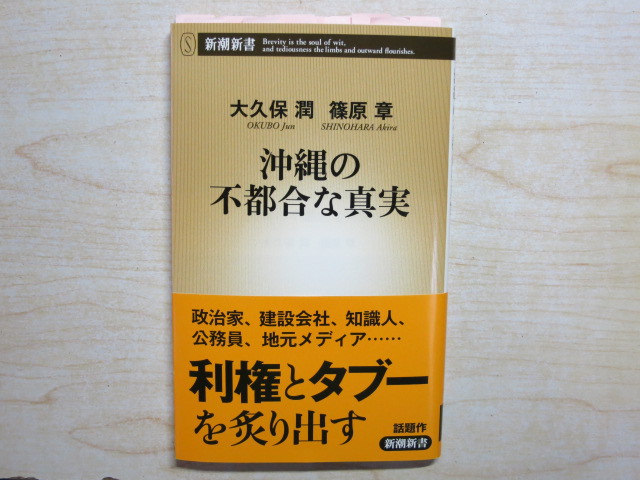 S
新潮新書
Brevity is the soul of wit,
and tediousness the limbs and outward flourishes.
大久保 潤 篠原 章
OKUBO Jun SHINOHARA Akira
沖縄の
不都合な真実
政治家、建設会社、知識人、
公務員、地元メディア……
利権とタブー
を炙り出す
話題作
新潮新書